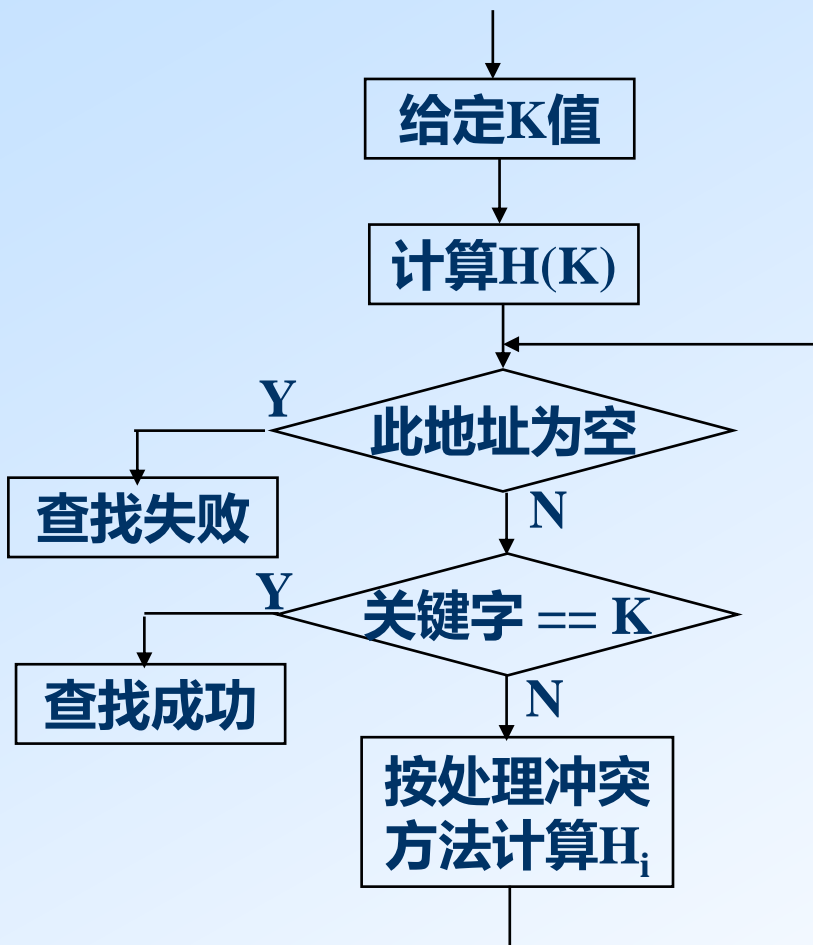 给定K值
计算H(K)
Y
此地址为空
N
查找失败
Y
关键字 == K
N
查找成功
按处理冲突
方法计算Hi